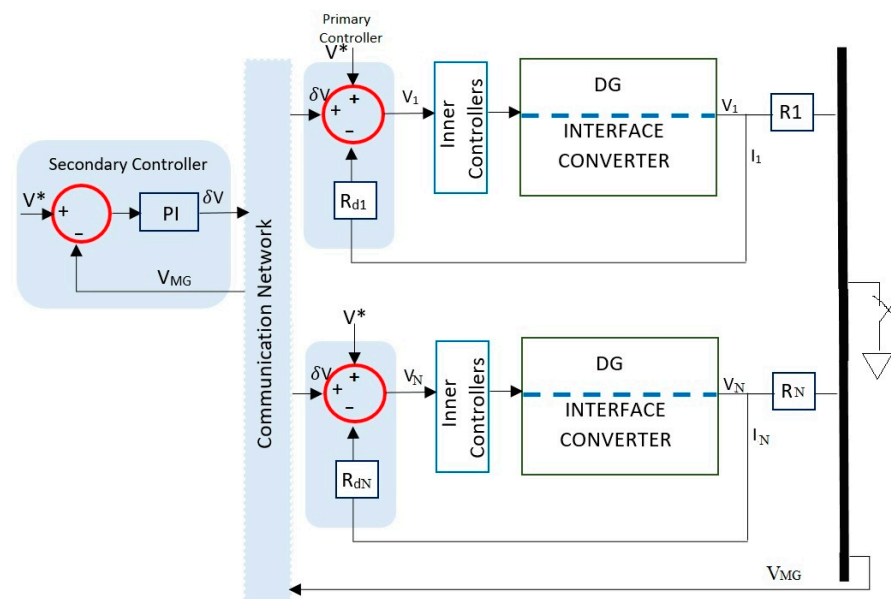 Primary
Controller
V*
δV
+
+
−
V₁
Inner
Controllers
DG
INTERFACE
CONVERTER
V₁
R1
I₁
Rd1
Secondary Controller
V*
+
−
PI
δV
VMG
Communication Network
V*
δV
+
+
−
VN
Inner
Controllers
DG
INTERFACE
CONVERTER
VN
RN
IN
RdN
VMG